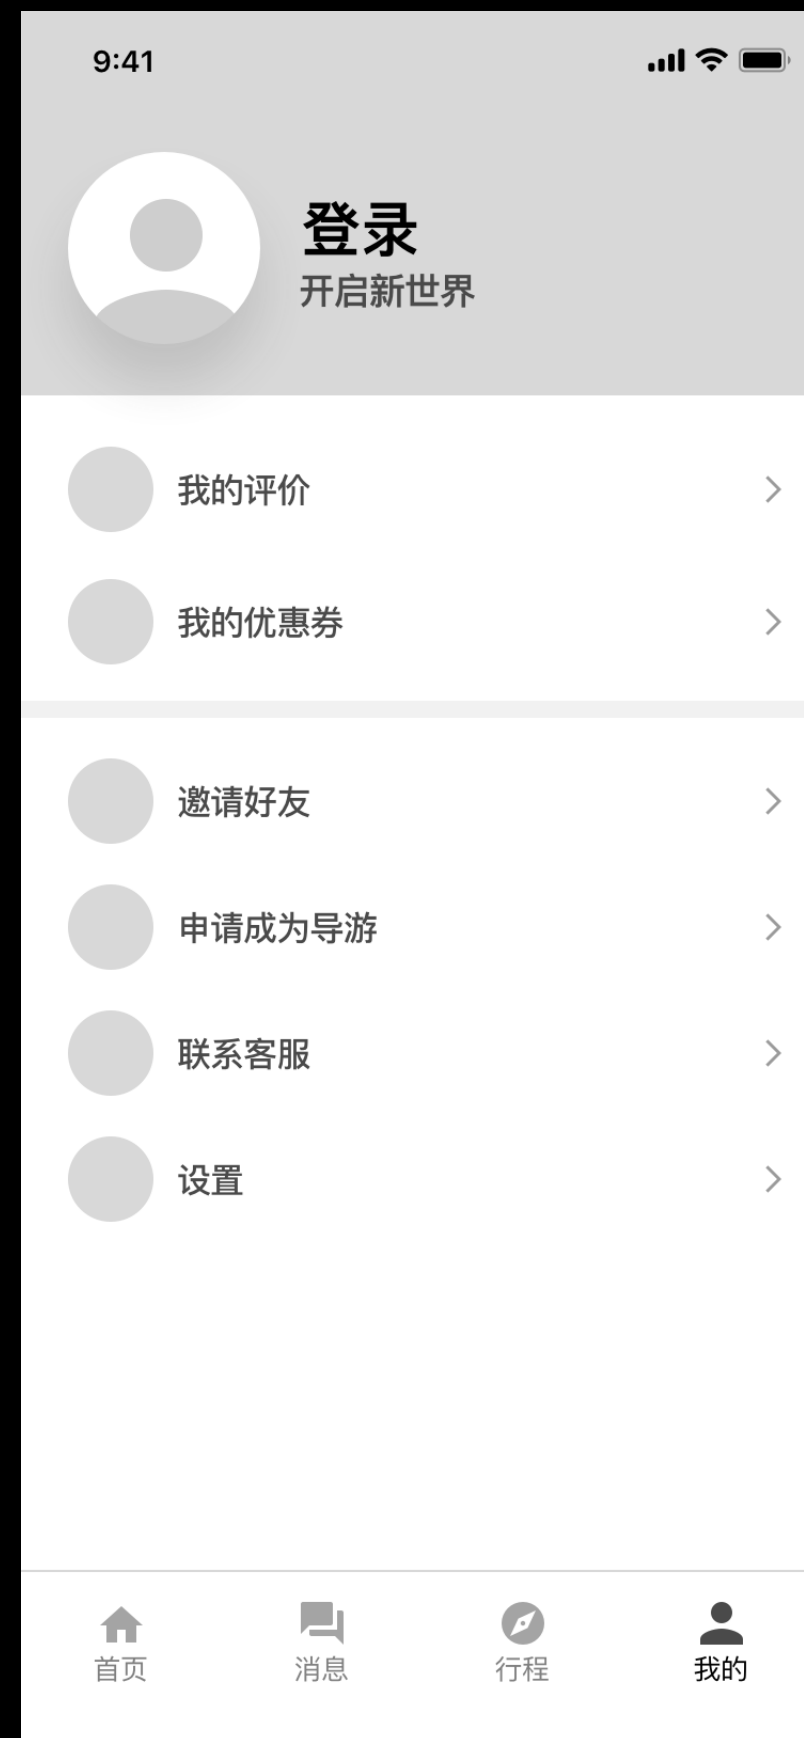 9:41
登录
开启新世界
我的评价
我的优惠券
邀请好友
申请成为导游
联系客服
设置
首页 消息 行程 我的